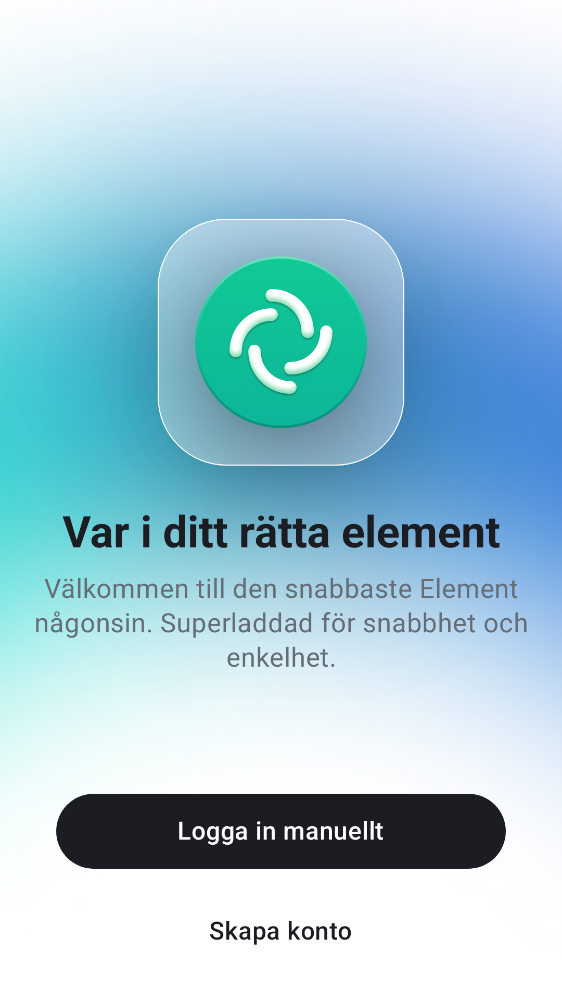 Var i ditt rätta element
Välkommen till den snabbaste Element
någonsin. Superladdad för snabbhet och
enkelhet.
Logga in manuellt
Skapa konto